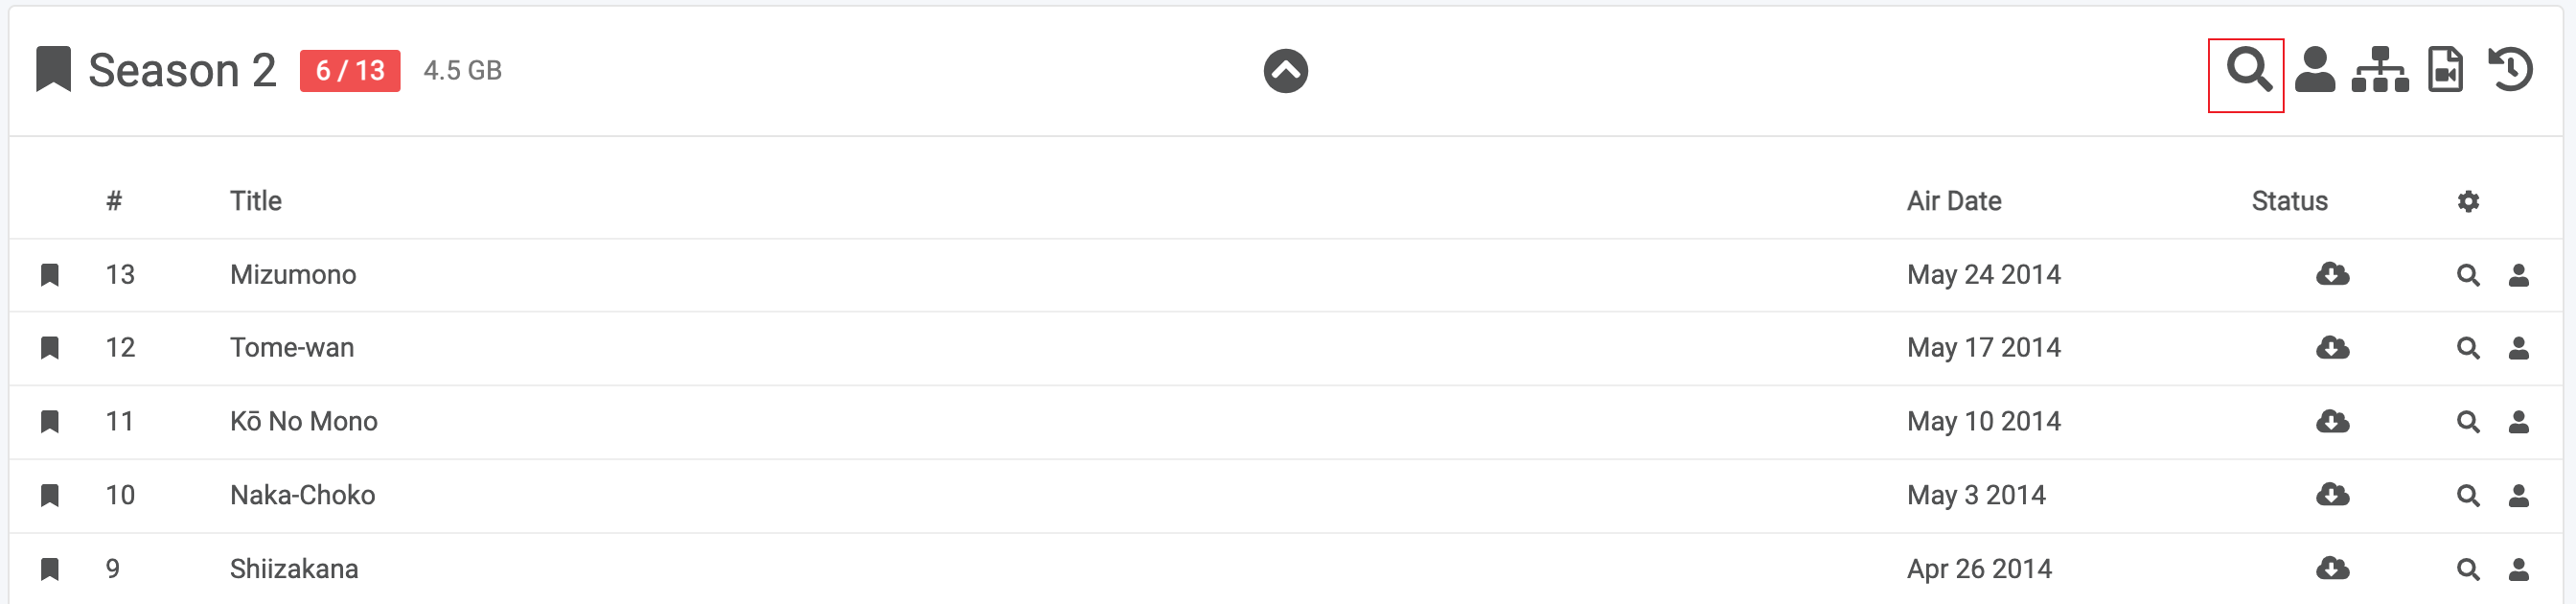 Season 2 6 / 13 4.5 GB
# Title Air Date Status
13 Mizumono May 24 2014
12 Tome-wan May 17 2014
11 Kō No Mono May 10 2014
10 Naka-Choko May 3 2014
9 Shiizakana Apr 26 2014